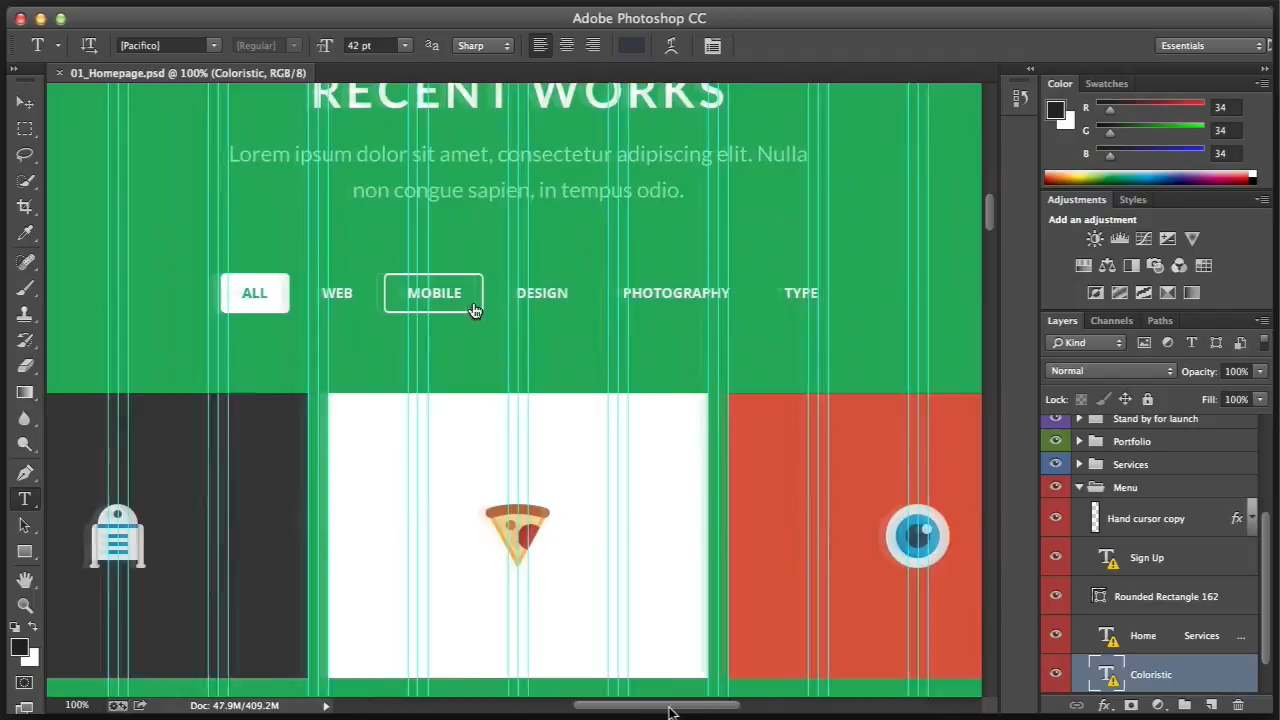 Adobe Photoshop CC
[Pacifico]
[Regular]
42 pt
Sharp
Essentials
01_Homepage.psd @ 100% (Coloristic, RGB/8)
RECENT WORKS
Lorem ipsum dolor sit amet, consectetur adipiscing elit. Nulla
non congue sapien, in tempus odio.
ALL WEB MOBILE DESIGN PHOTOGRAPHY TYPE
Color Swatches
R 34
G 34
B 34
Adjustments Styles
Add an adjustment
Layers Channels Paths
Kind
Normal Opacity: 100%
Lock: Fill: 100%
Stand by for launch
Portfolio
Services
Menu
Hand cursor copy fx
Sign Up
Rounded Rectangle 162
Home Services ...
Coloristic
100% Doc: 47.9M/409.2M
fx